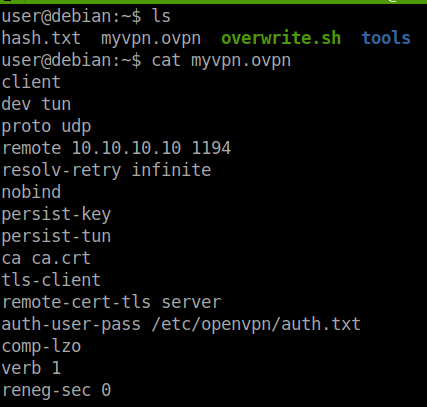 user@debian:~$ ls
hash.txt  myvpn.ovpn  overwrite.sh  tools
user@debian:~$ cat myvpn.ovpn
client
dev tun
proto udp
remote 10.10.10.10 1194
resolv-retry infinite
nobind
persist-key
persist-tun
ca ca.crt
tls-client
remote-cert-tls server
auth-user-pass /etc/openvpn/auth.txt
comp-lzo
verb 1
reneg-sec 0